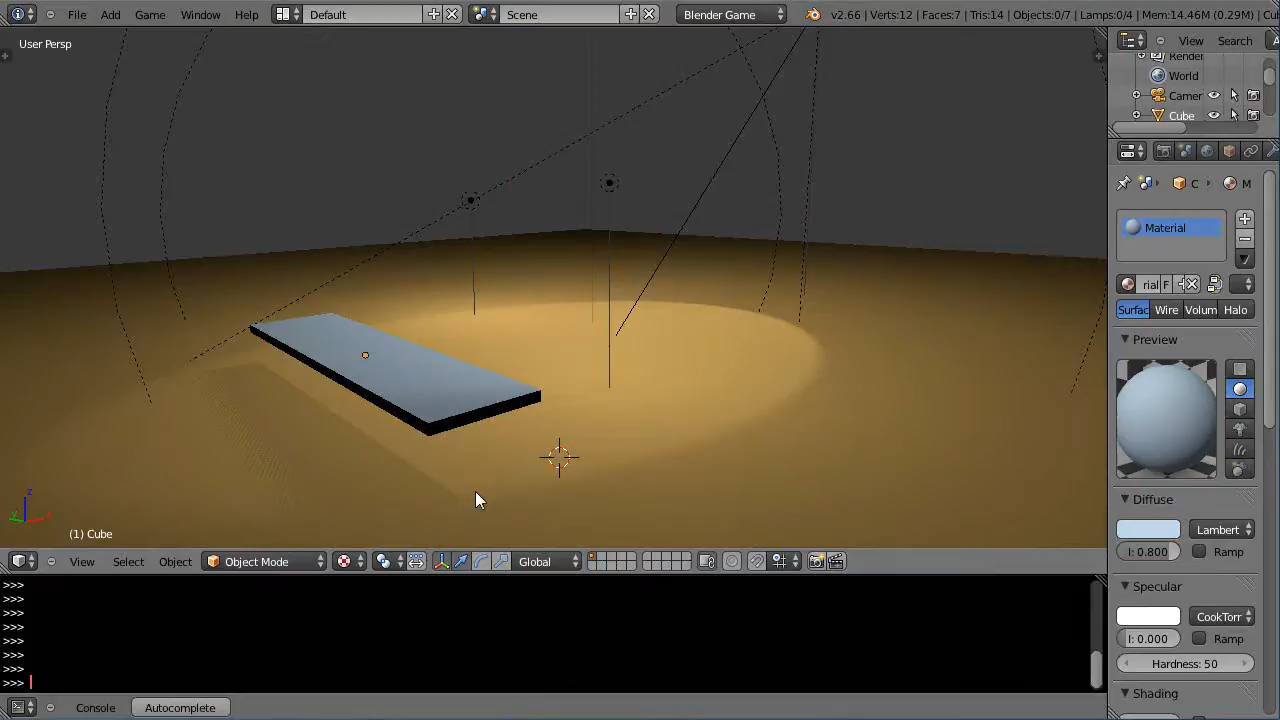 File Add Game Window Help Default Scene Blender Game v2.66 | Verts:12 | Faces:7 | Tris:14 | Objects:0/7 | Lamps:0/4 | Mem:14.46M (0.29M) | Cu
User Persp
View Search
Render
World
Camer
Cube
C M
Material
rial F
Surfac Wire Volum Halo
Preview
Diffuse
Lambert
I: 0.800 Ramp
Specular
CookTorr
I: 0.000 Ramp
Hardness: 50
Shading
z
y x
(1) Cube
View Select Object Object Mode Global
>>>
>>>
>>>
>>>
>>>
>>>
>>>
>>>
Console Autocomplete